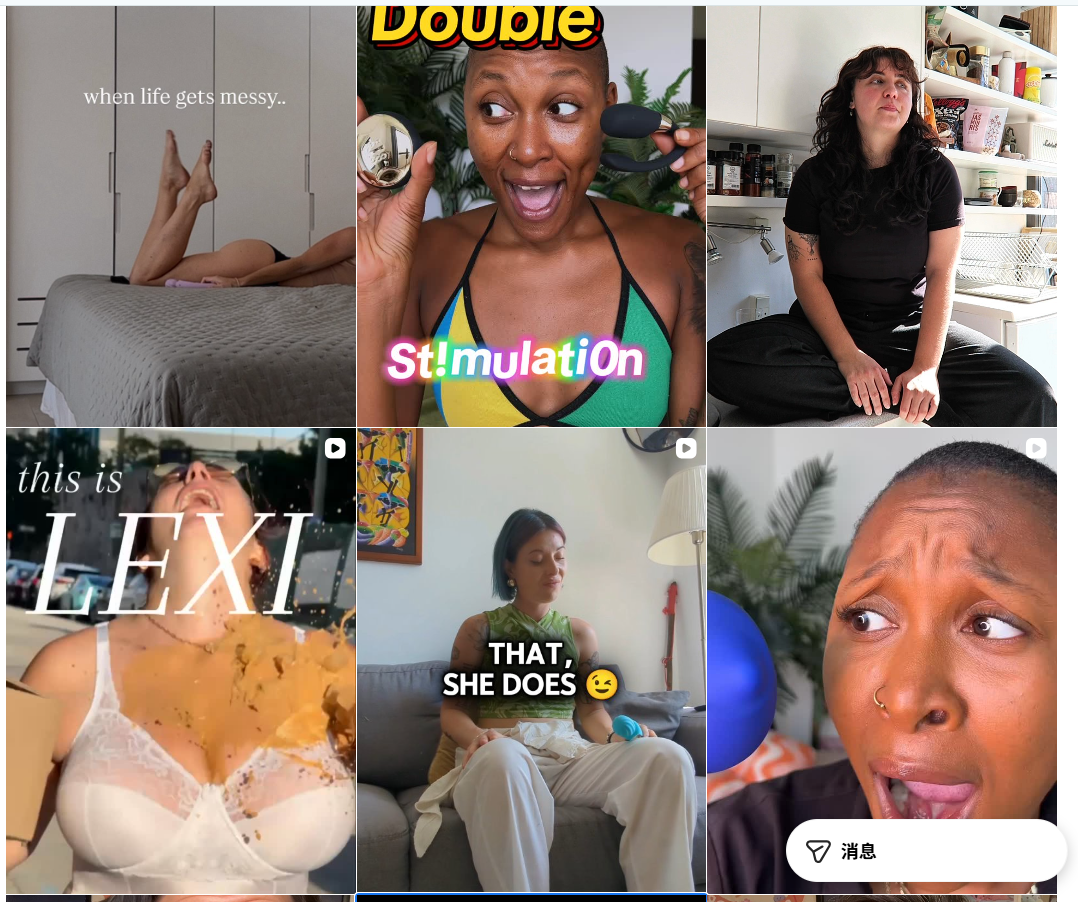 when life gets messy..
Double
St!mulati0n
this is
LEXI
THAT,
SHE DOES 😉
消息